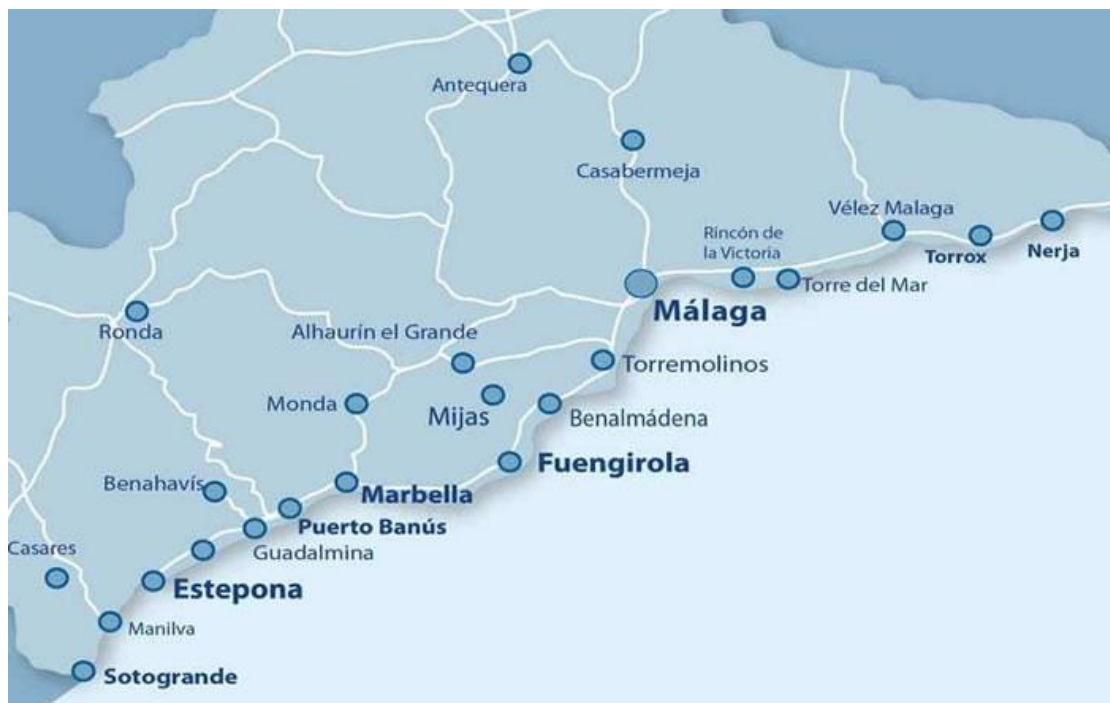 Antequera
Casabermeja
Vélez Malaga
Rincón de
la Victoria
Torrox
Nerja
Torre del Mar
Málaga
Ronda
Alhaurín el Grande
Torremolinos
Monda
Mijas
Benalmádena
Fuengirola
Benahavís
Marbella
Puerto Banús
Casares
Guadalmina
Estepona
Manilva
Sotogrande